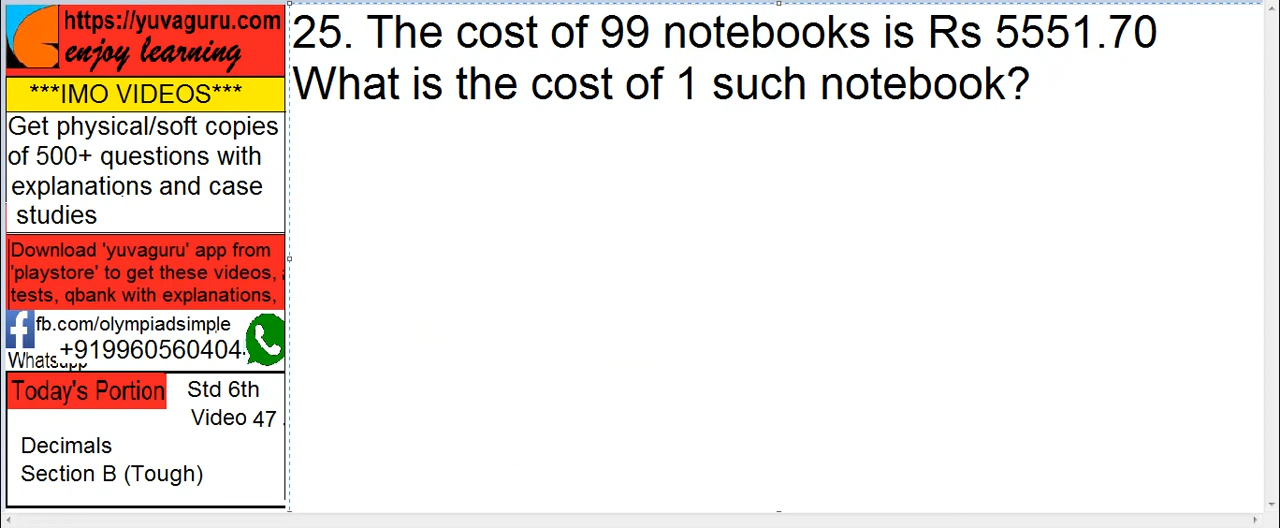 https://yuvaguru.com
enjoy learning
***IMO VIDEOS***
Get physical/soft copies
of 500+ questions with
explanations and case
studies
Download 'yuvaguru' app from
'playstore' to get these videos,
tests, qbank with explanations,
fb.com/olympiadsimple
+919960560404
Whatsapp
Today's Portion
Std 6th
Video 47
Decimals
Section B (Tough)
25. The cost of 99 notebooks is Rs 5551.70
What is the cost of 1 such notebook?